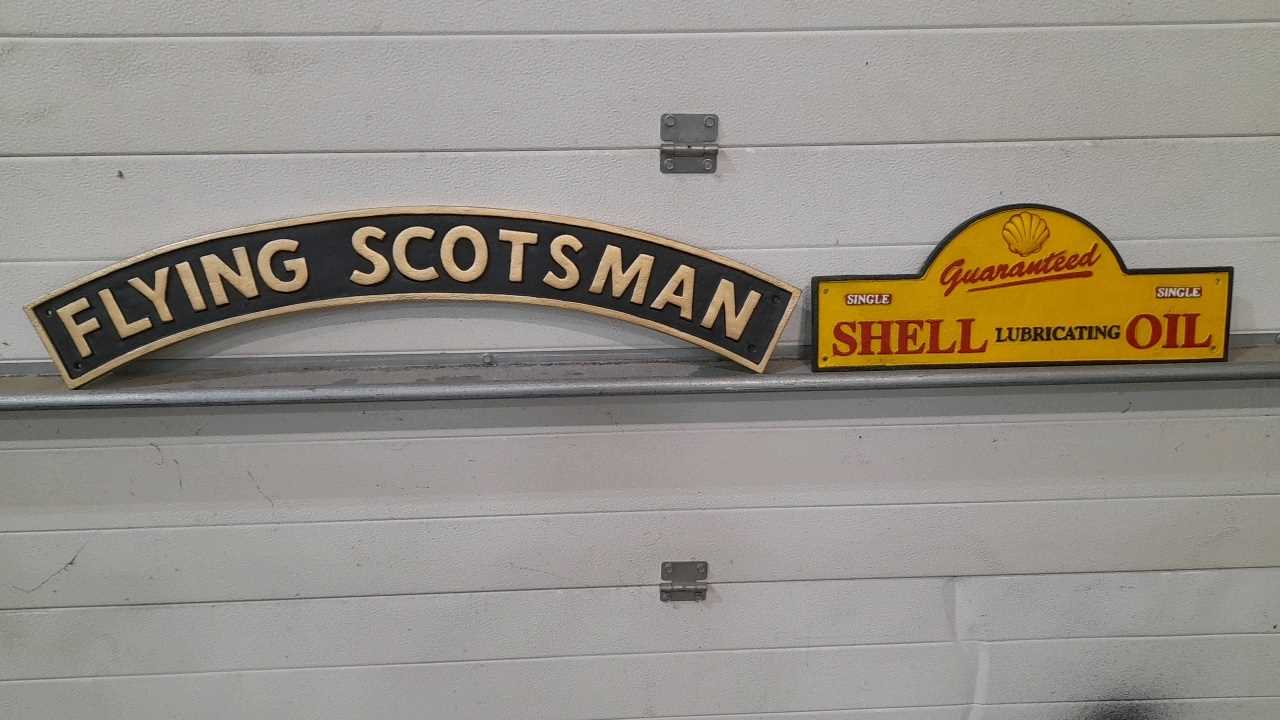 FLYING SCOTSMAN
Guaranteed
SINGLE SINGLE
SHELL LUBRICATING OIL